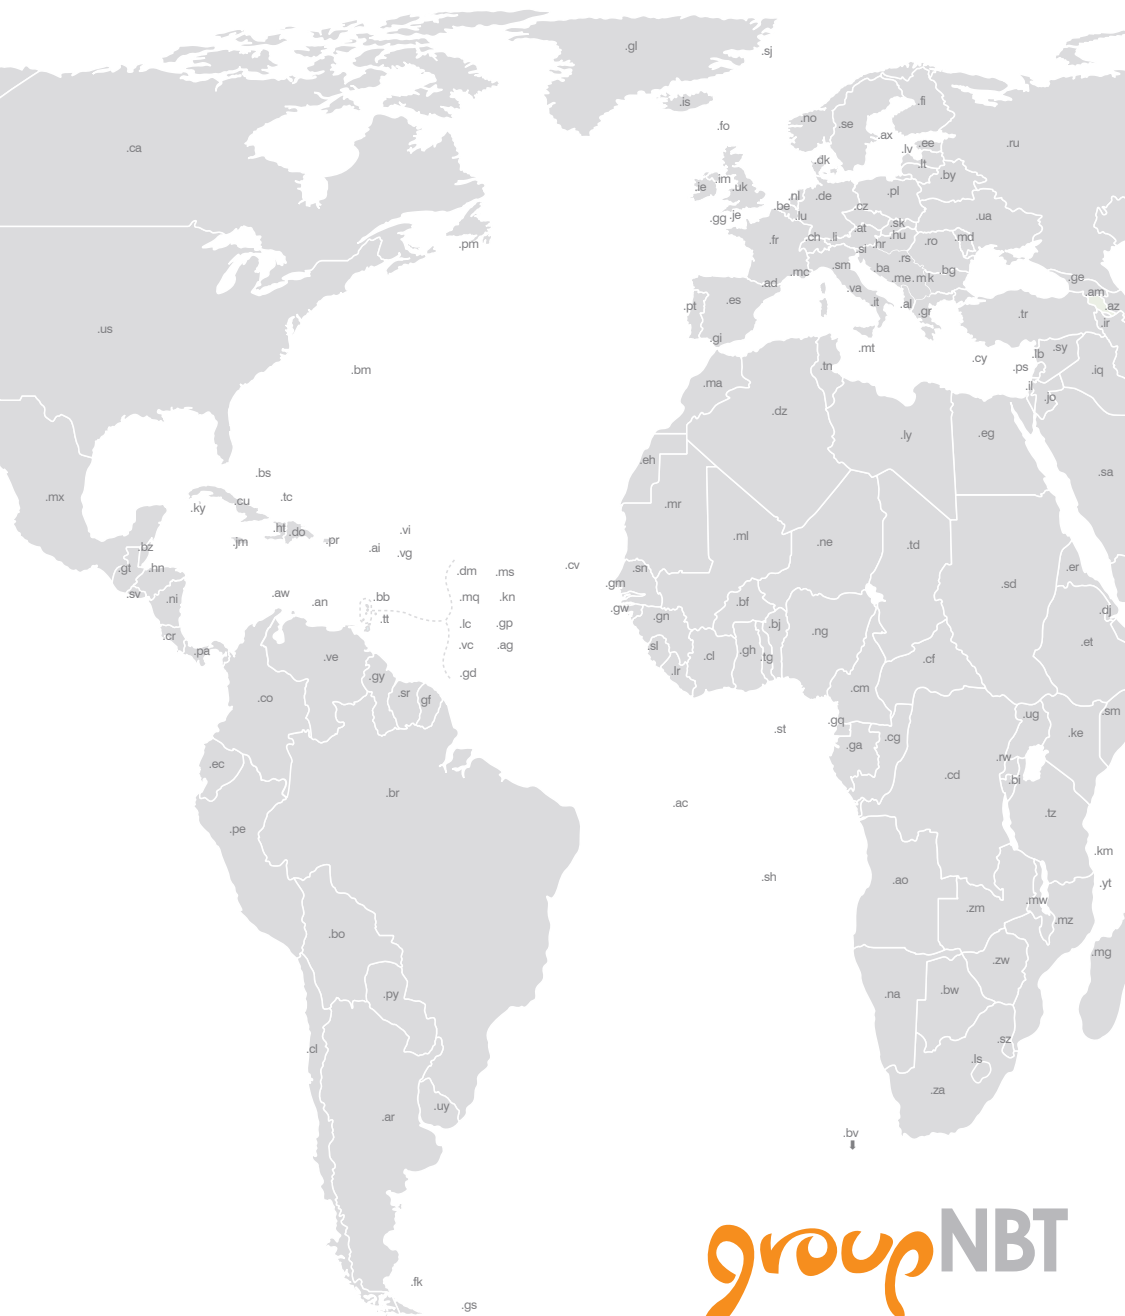 .gl
.sj
.is
.fi
.no
.se
.fo
.ax
.ca
.ru
.lv
.ee
.dk
.lt
.by
.im
.ie
.uk
.nl
.de
.pl
.be
.cz
.gg
.je
.lu
.ua
.sk
.at
.hu
.pm
.fr
.ch
.li
.hr
.ro
.md
.si
.rs
.mc
.sm
.ba
.bg
.me
.mk
.ge
.ad
.va
.am
.pt
.es
.it
.al
.gr
.az
.tr
.ir
.us
.gi
.mt
.cy
.lb
.sy
.bm
.tn
.ps
.iq
.ma
.il
.jo
.dz
.ly
.eg
.eh
.sa
.bs
.mx
.tc
.cu
.ky
.mr
.ht
.do
.vi
.jm
.pr
.ai
.vg
.ml
.ne
.td
.bz
.gt
.hn
.dm
.ms
.cv
.sn
.er
.gm
.sd
.sv
.ni
.aw
.an
.bb
.mq
.kn
.bf
.gw
.gn
.dj
.tt
.lc
.gp
.bj
.ng
.cr
.vc
.ag
.sl
.et
.pa
.ve
.cI
.gh
.tg
.cf
.gy
.gd
.lr
.co
.sr
gf
.cm
.ug
.sm
.st
.gq
.cg
.ke
.ga
.ec
.rw
.cd
.bi
.br
.ac
.tz
.pe
.km
.sh
.ao
.yt
.zm
.mw
.mz
.bo
.mg
.zw
.py
.na
.bw
.cl
.sz
.ls
.za
.uy
.ar
.bv
group NBT
.fk
.gs